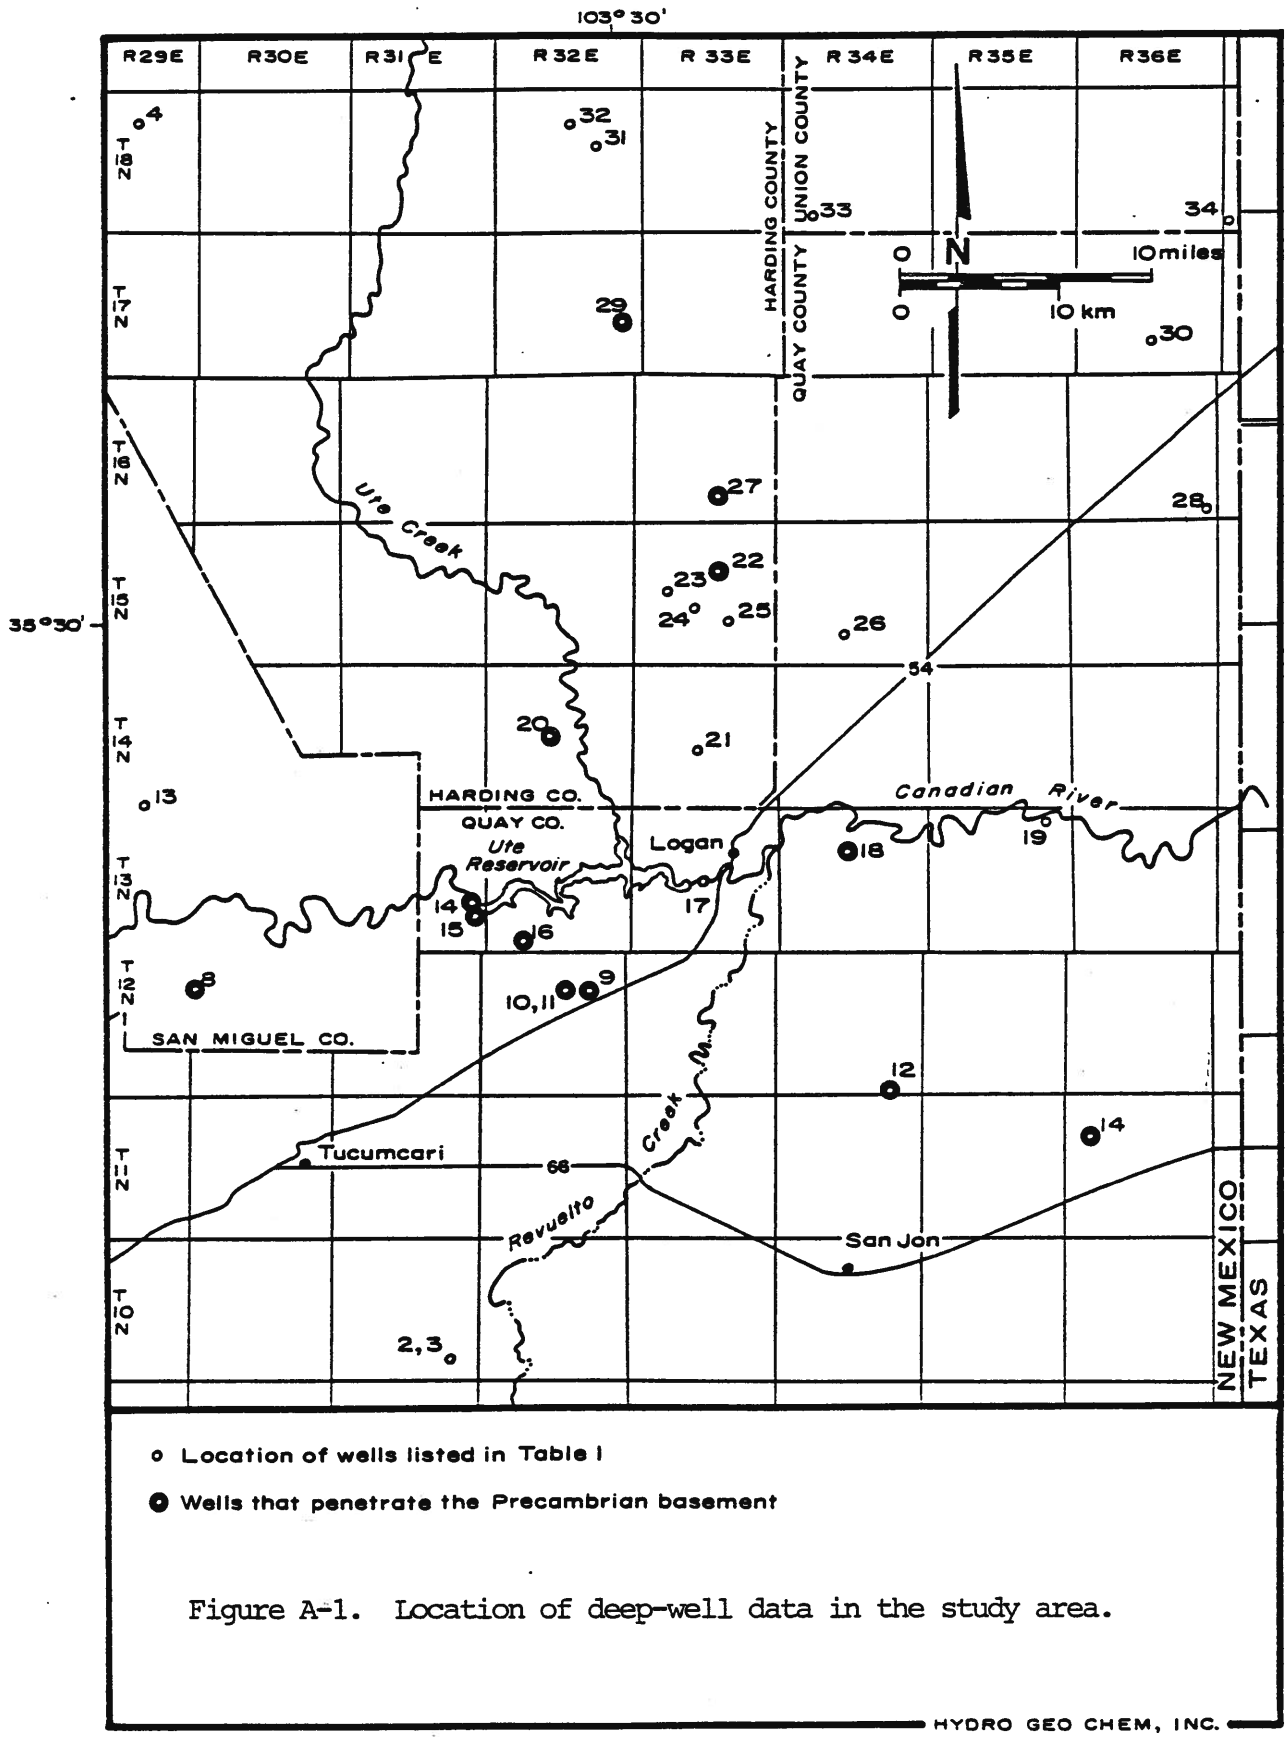 103° 30'
R29E R30E R31 E R32E R33E R34E R35E R36E
T
18
N
4
32
31
HARDING COUNTY
UNION COUNTY
33
34
QUAY COUNTY
0 N 10 miles
0 10 km
T
17
N
29
30
T
16
N
27
28
Ute Creek
22
23
T
15
N
24
25
26
35°30'
54
T
14
N
20
21
13
HARDING CO.
QUAY CO.
Canadian River
19
Ute
Reservoir
Logan
18
T
13
N
14
15
17
16
T
12
N
8
10,11
9
SAN MIGUEL CO.
12
14
Creek
Tucumcari
66
T
11
N
Revuelto
San Jon
NEW MEXICO
TEXAS
T
10
N
2,3
Location of wells listed in Table 1
Wells that penetrate the Precambrian basement
Figure A-1. Location of deep-well data in the study area.
HYDRO GEO CHEM, INC.